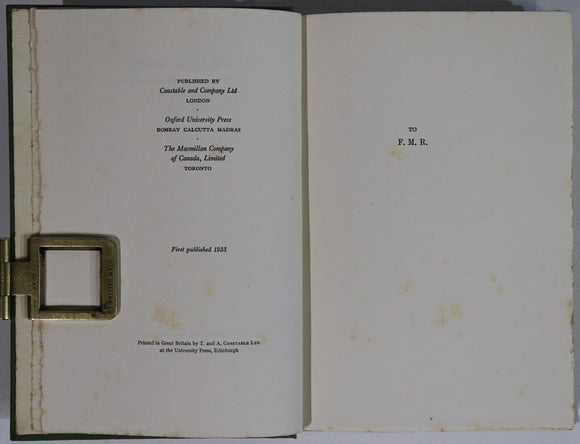 PUBLISHED BY
Constable and Company Ltd
LONDON
·
Oxford University Press
BOMBAY CALCUTTA MADRAS
·
The Macmillan Company
of Canada, Limited
TORONTO
First published 1933
Printed in Great Britain by T. and A. CONSTABLE LTD.
at the University Press, Edinburgh
TO
F. M. R.